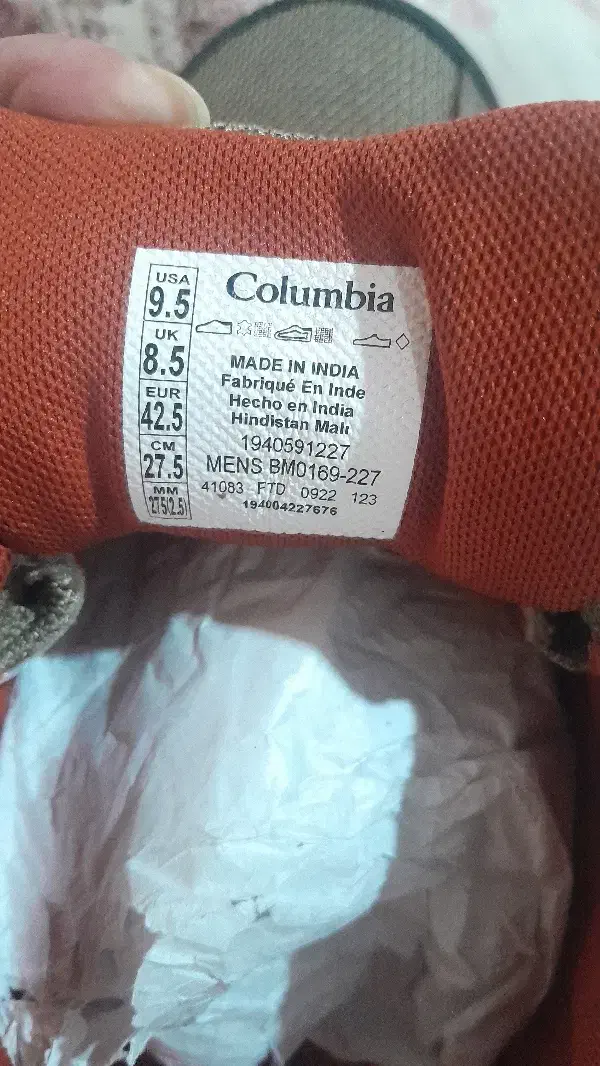 USA
9.5
UK
8.5
EUR
42.5
CM
27.5
MM
275(2.5)
Columbia
MADE IN INDIA
Fabriqué En Inde
Hecho en India
Hindistan Malı
1940591227
MENS BM0169-227
41083 FTD 0922 123
194004227676